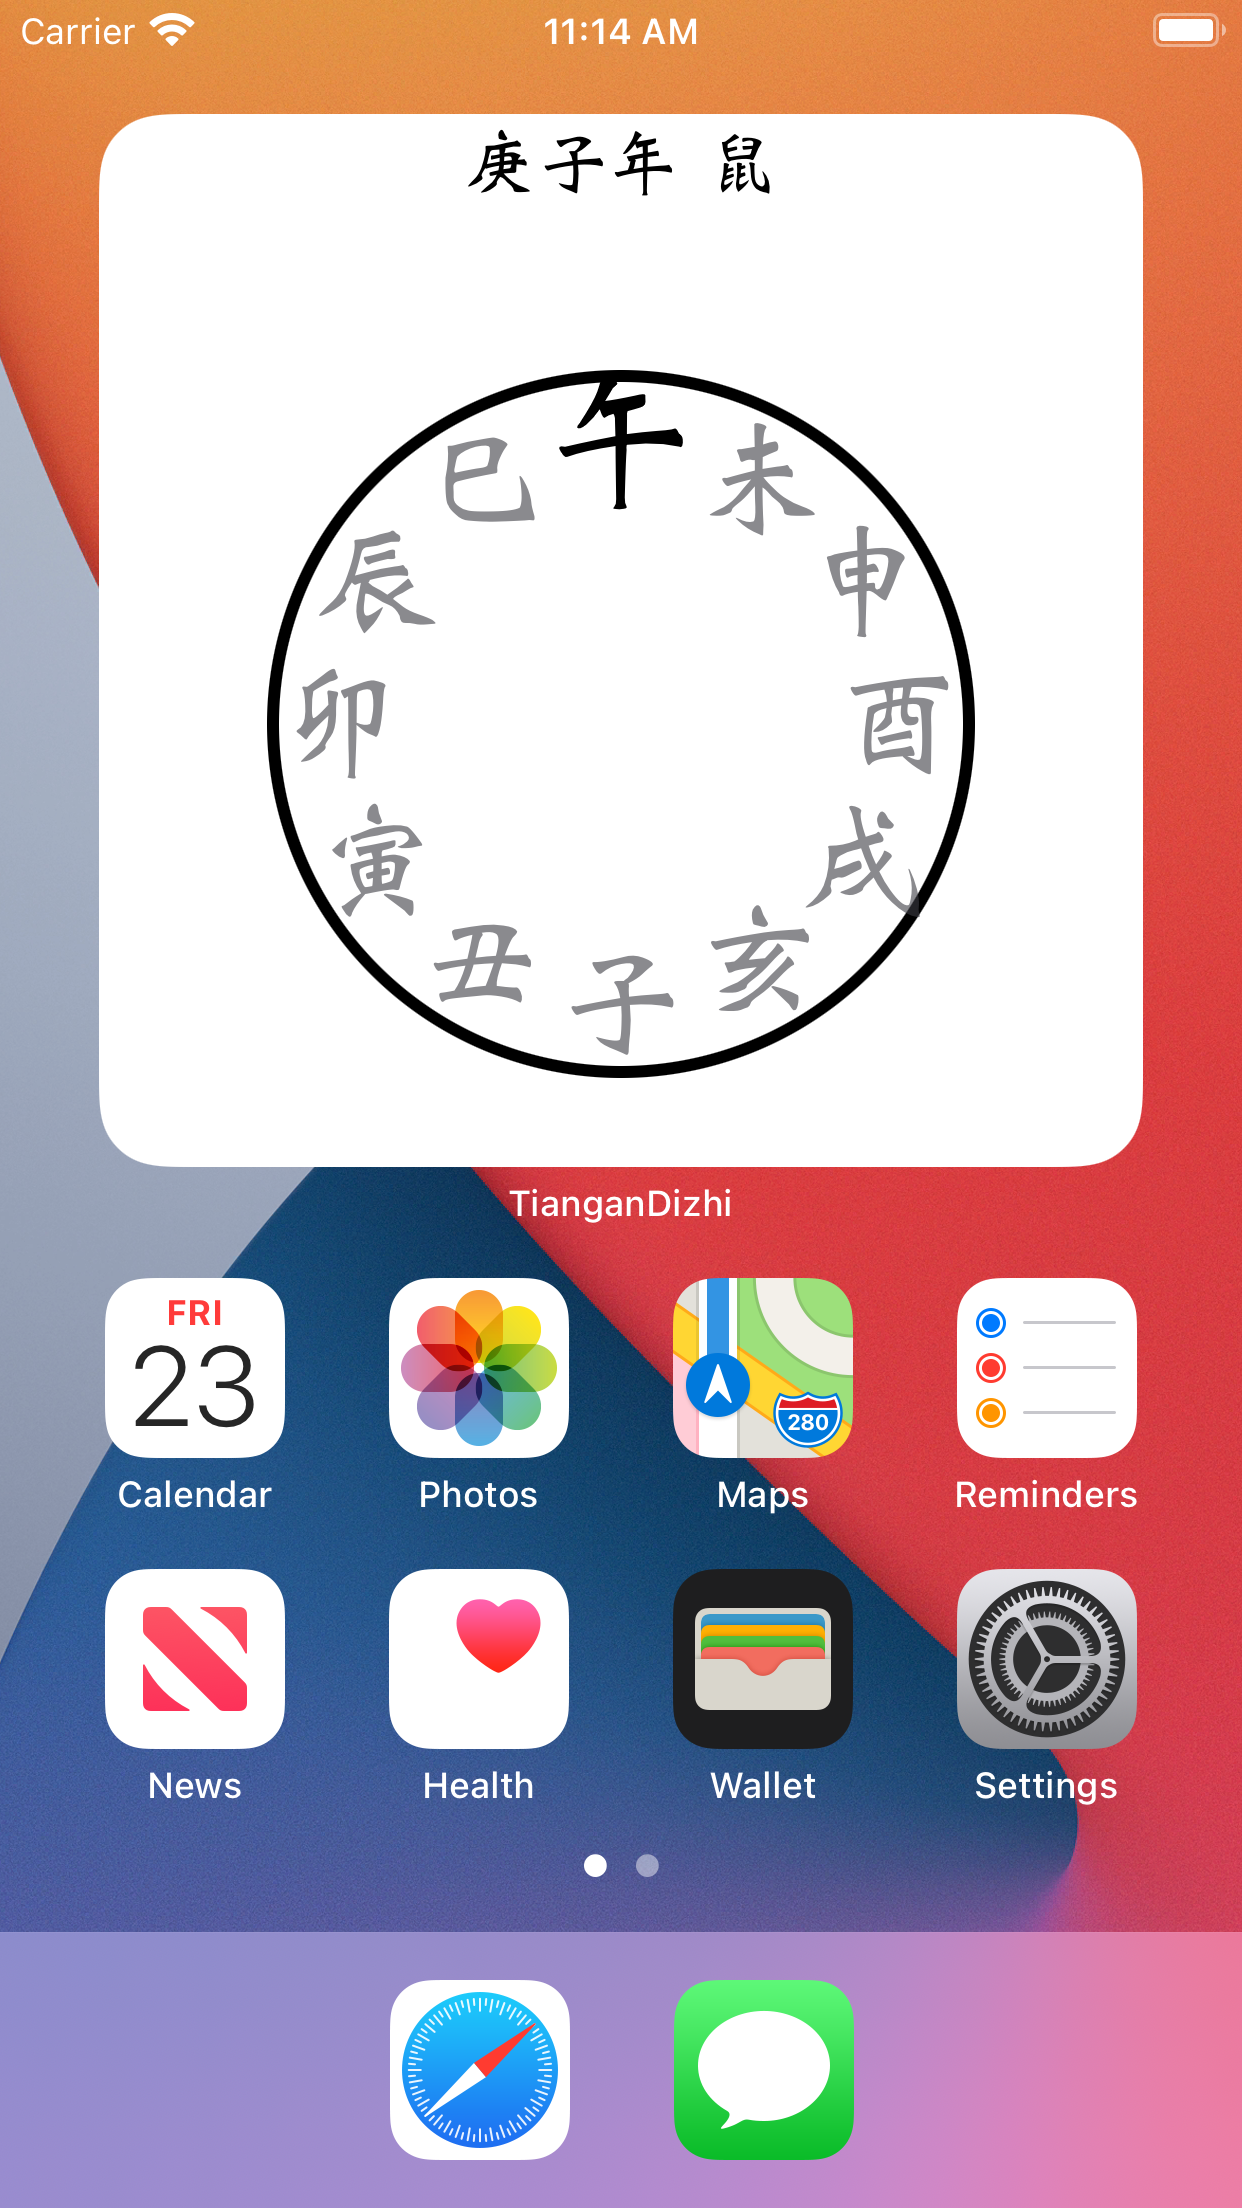 Carrier 11:14 AM
庚子年 鼠
午
巳 未
辰 申
卯 酉
寅 戌
丑 亥
子
TianganDizhi
FRI
23
280
Calendar Photos Maps Reminders
News Health Wallet Settings